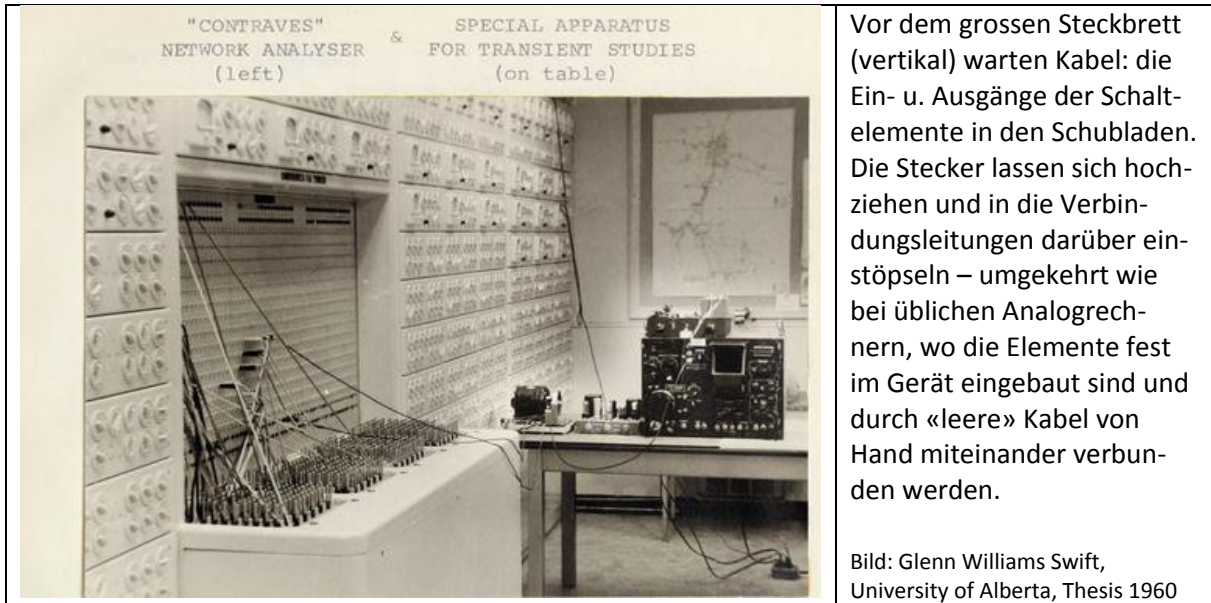 "CONTRAVES" & SPECIAL APPARATUS
NETWORK ANALYSER FOR TRANSIENT STUDIES
(left) (on table)
Vor dem grossen Steckbrett
(vertikal) warten Kabel: die
Ein- u. Ausgänge der Schalt-
elemente in den Schubladen.
Die Stecker lassen sich hoch-
ziehen und in die Verbin-
dungsleitungen darüber ein-
stöpseln – umgekehrt wie
bei üblichen Analogrech-
nern, wo die Elemente fest
im Gerät eingebaut sind und
durch «leere» Kabel von
Hand miteinander verbun-
den werden.
Bild: Glenn Williams Swift,
University of Alberta, Thesis 1960